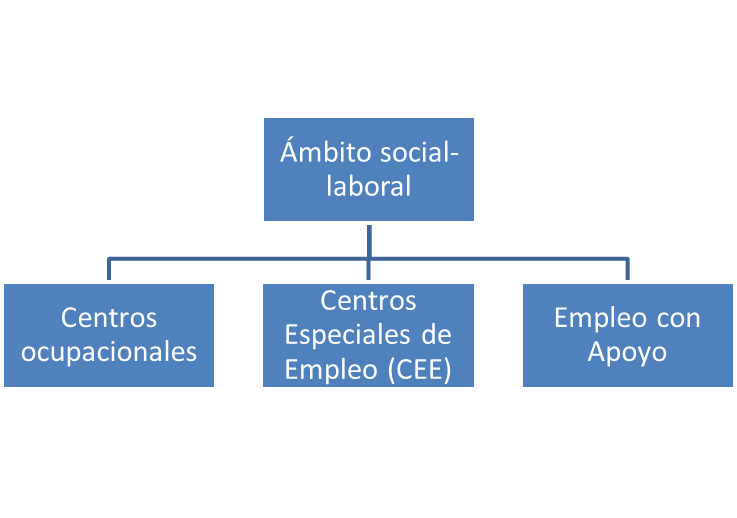 Ámbito social-
laboral
Centros
ocupacionales
Centros
Especiales de
Empleo (CEE)
Empleo con
Apoyo